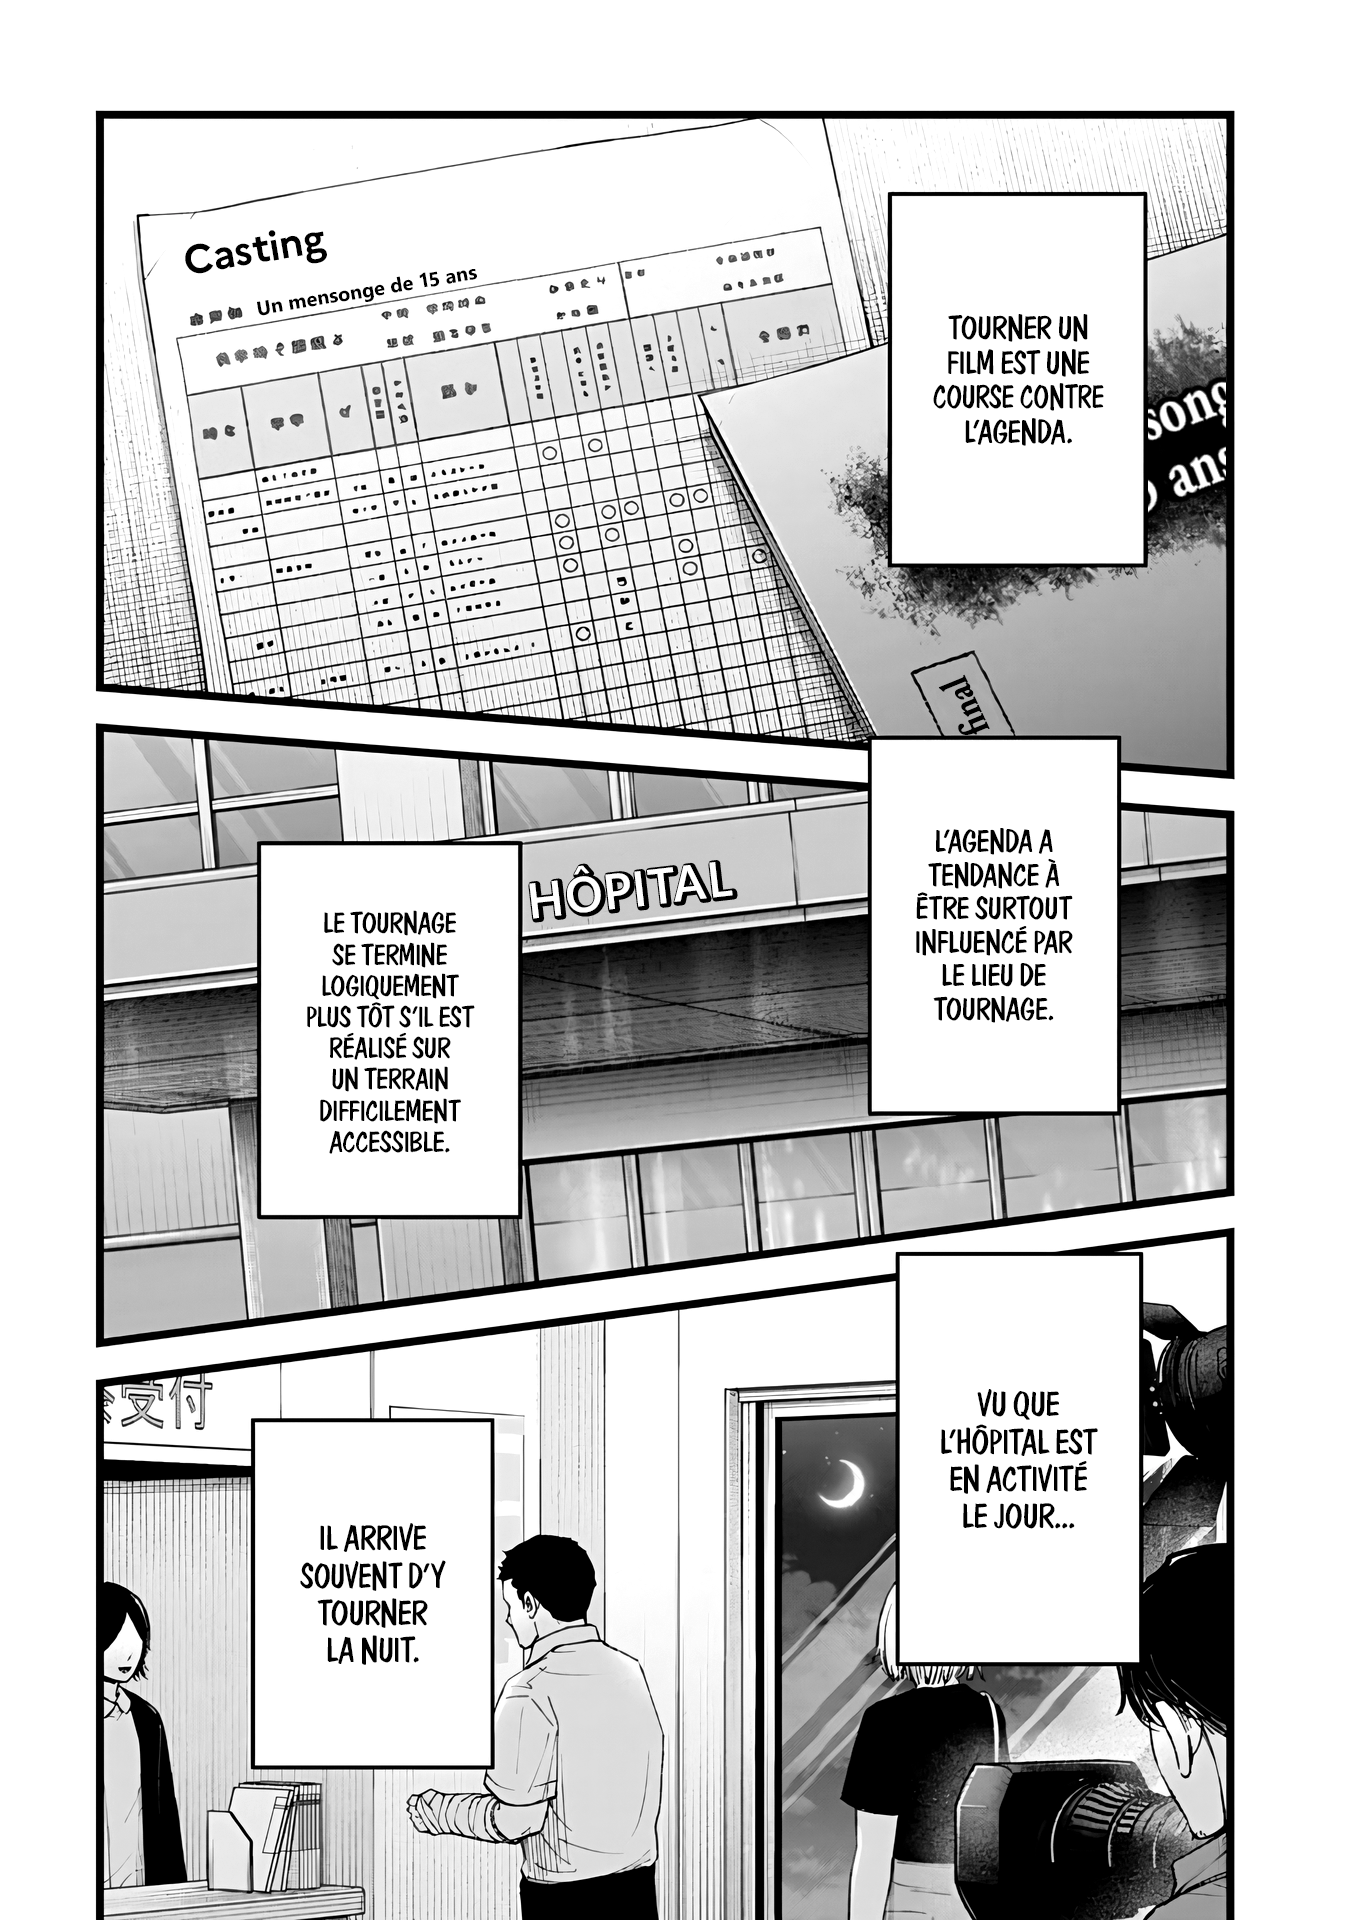 Casting
Un mensonge de 15 ans
TOURNER UN
FILM EST UNE
COURSE CONTRE
L'AGENDA.
song
ans
final
L'AGENDA A
TENDANCE À
ÊTRE SURTOUT
INFLUENCÉ PAR
LE LIEU DE
TOURNAGE.
HÔPITAL
LE TOURNAGE
SE TERMINE
LOGIQUEMENT
PLUS TÔT S'IL EST
RÉALISÉ SUR
UN TERRAIN
DIFFICILEMENT
ACCESSIBLE.
VU QUE
L'HÔPITAL EST
EN ACTIVITÉ
LE JOUR...
受付
IL ARRIVE
SOUVENT D'Y
TOURNER
LA NUIT.